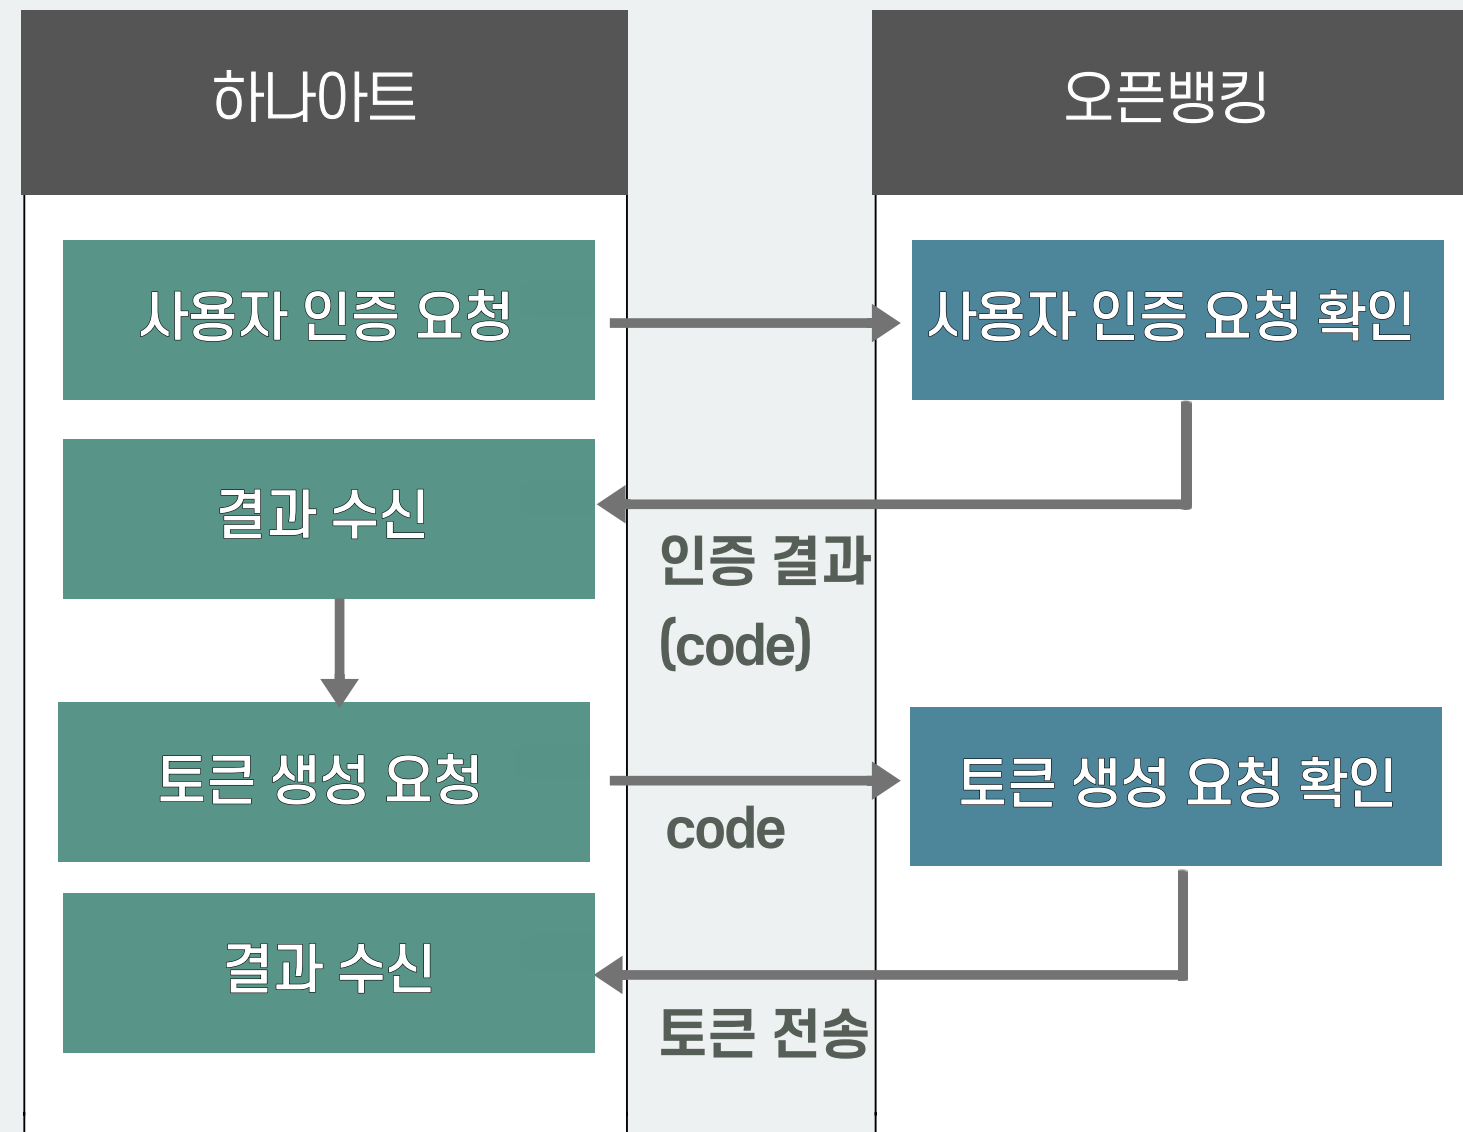 하나아트
오픈뱅킹
사용자 인증 요청
사용자 인증 요청 확인
결과 수신
인증 결과
(code)
토큰 생성 요청
토큰 생성 요청 확인
code
결과 수신
토큰 전송